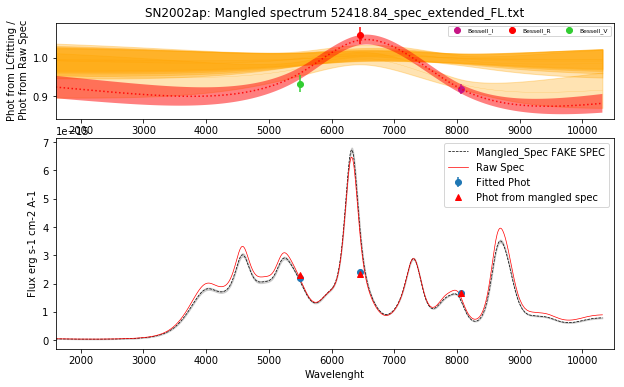 SN2002ap: Mangled spectrum 52418.84_spec_extended_FL.txt
Phot from LCfitting /
Phot from Raw Spec
1.0
0.9
Bessell_I
Bessell_R
Bessell_V
2000 3000 4000 5000 6000 7000 8000 9000 10000
Flux erg s-1 cm-2 A-1
7
6
5
4
3
2
1
0
Mangled_Spec FAKE SPEC
Raw Spec
Fitted Phot
Phot from mangled spec
2000 3000 4000 5000 6000 7000 8000 9000 10000
Wavelenght